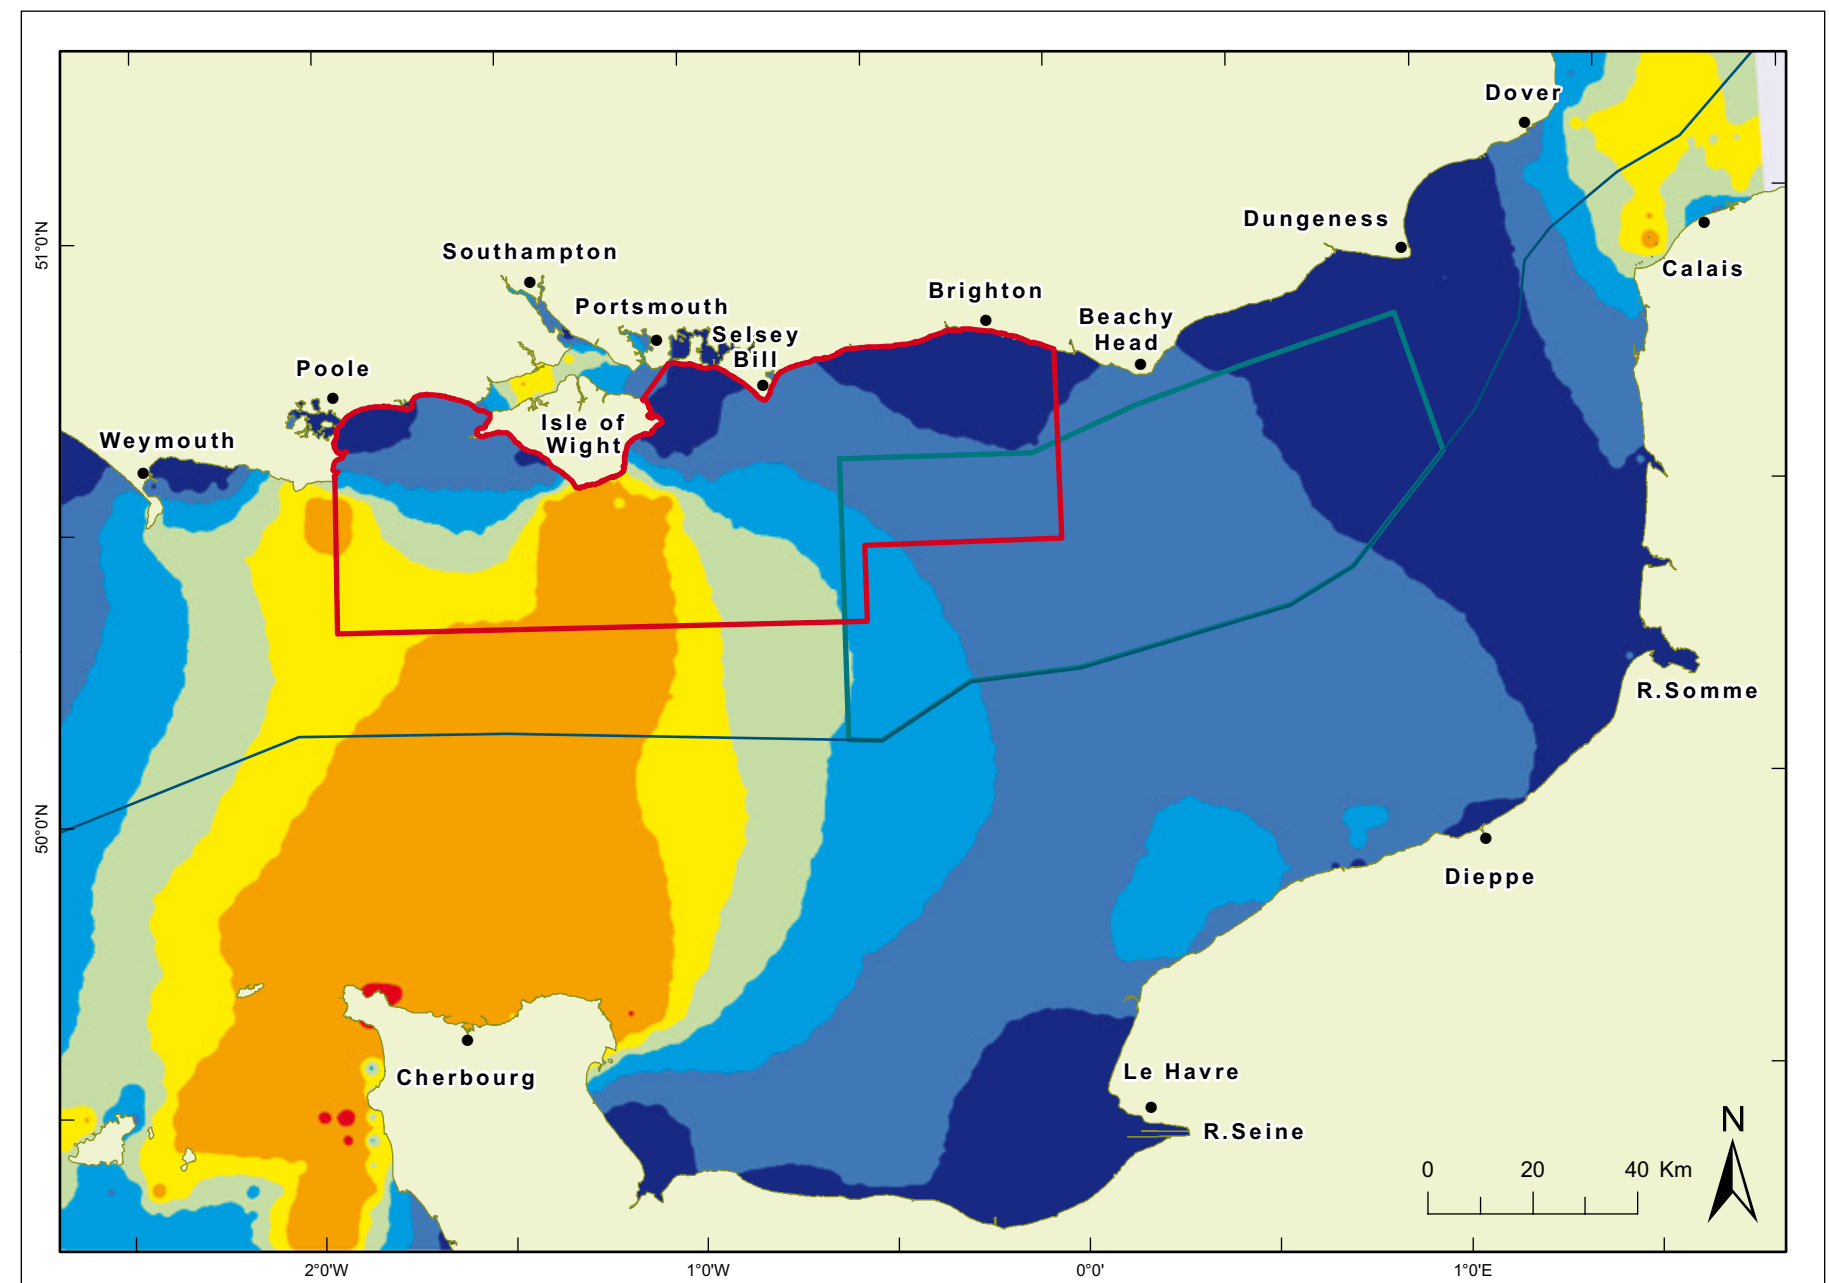 Dover
51°0'N
Dungeness
Southampton
Calais
Brighton
Portsmouth
Beachy
Head
Selsey
Bill
Poole
Isle of
Wight
Weymouth
R.Somme
50°0'N
Dieppe
Cherbourg
Le Havre
R.Seine
N
0 20 40 Km
2°0'W 1°0'W 0°0' 1°0'E